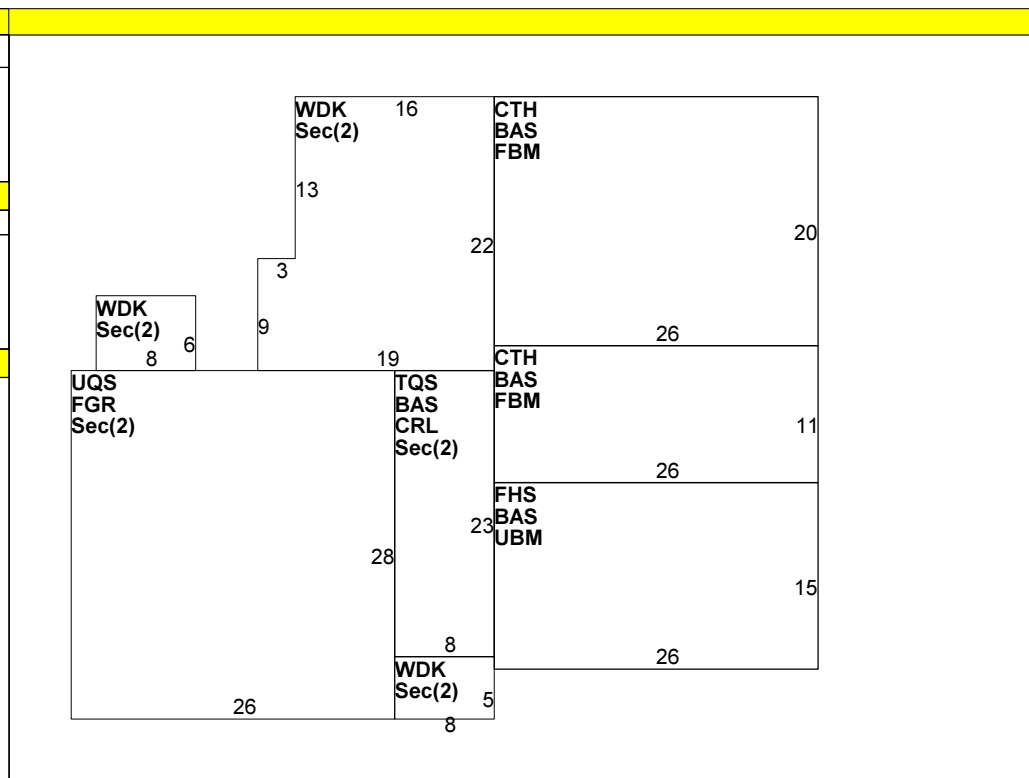 WDK
Sec(2)
16
13
22
3
9
19
CTH
BAS
FBM
20
26
WDK
Sec(2)
6
8
CTH
BAS
FBM
11
26
UQS
FGR
Sec(2)
28
26
TQS
BAS
CRL
Sec(2)
23
8
FHS
BAS
UBM
15
26
WDK
Sec(2)
5
8